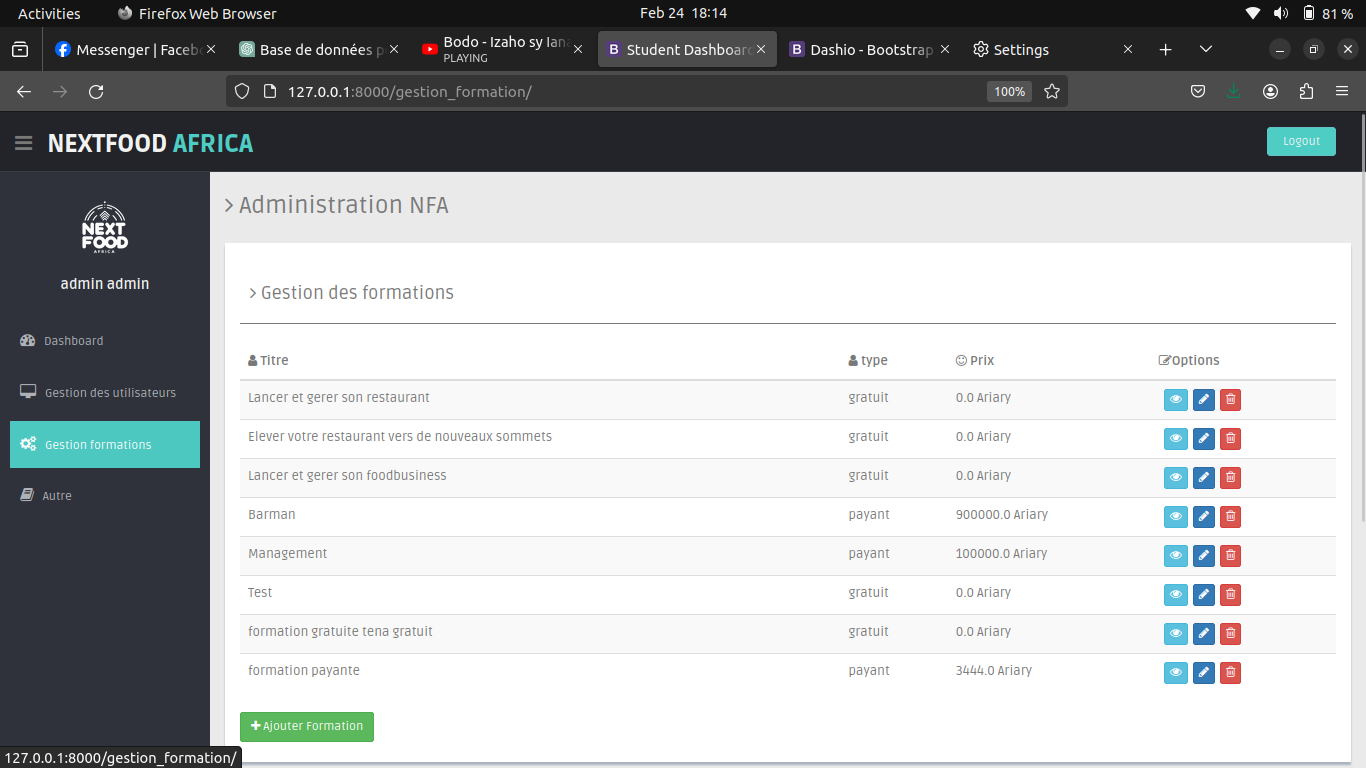 Activities Firefox Web Browser Feb 24 18:14 81 %
Messenger | Faceb Base de données p Bodo - Izaho sy Iana Student Dashboard Dashio - Bootstrap Settings
PLAYING
127.0.0.1:8000/gestion_formation/ 100%
NEXTFOOD AFRICA Logout
NEXT
FOOD
AFRICA
admin admin
Dashboard
Gestion des utilisateurs
Gestion formations
Autre
Administration NFA
Gestion des formations
Titre type Prix Options
Lancer et gerer son restaurant gratuit 0.0 Ariary
Elever votre restaurant vers de nouveaux sommets gratuit 0.0 Ariary
Lancer et gerer son foodbusiness gratuit 0.0 Ariary
Barman payant 900000.0 Ariary
Management payant 100000.0 Ariary
Test gratuit 0.0 Ariary
formation gratuite tena gratuit gratuit 0.0 Ariary
formation payante payant 3444.0 Ariary
Ajouter Formation
127.0.0.1:8000/gestion_formation/